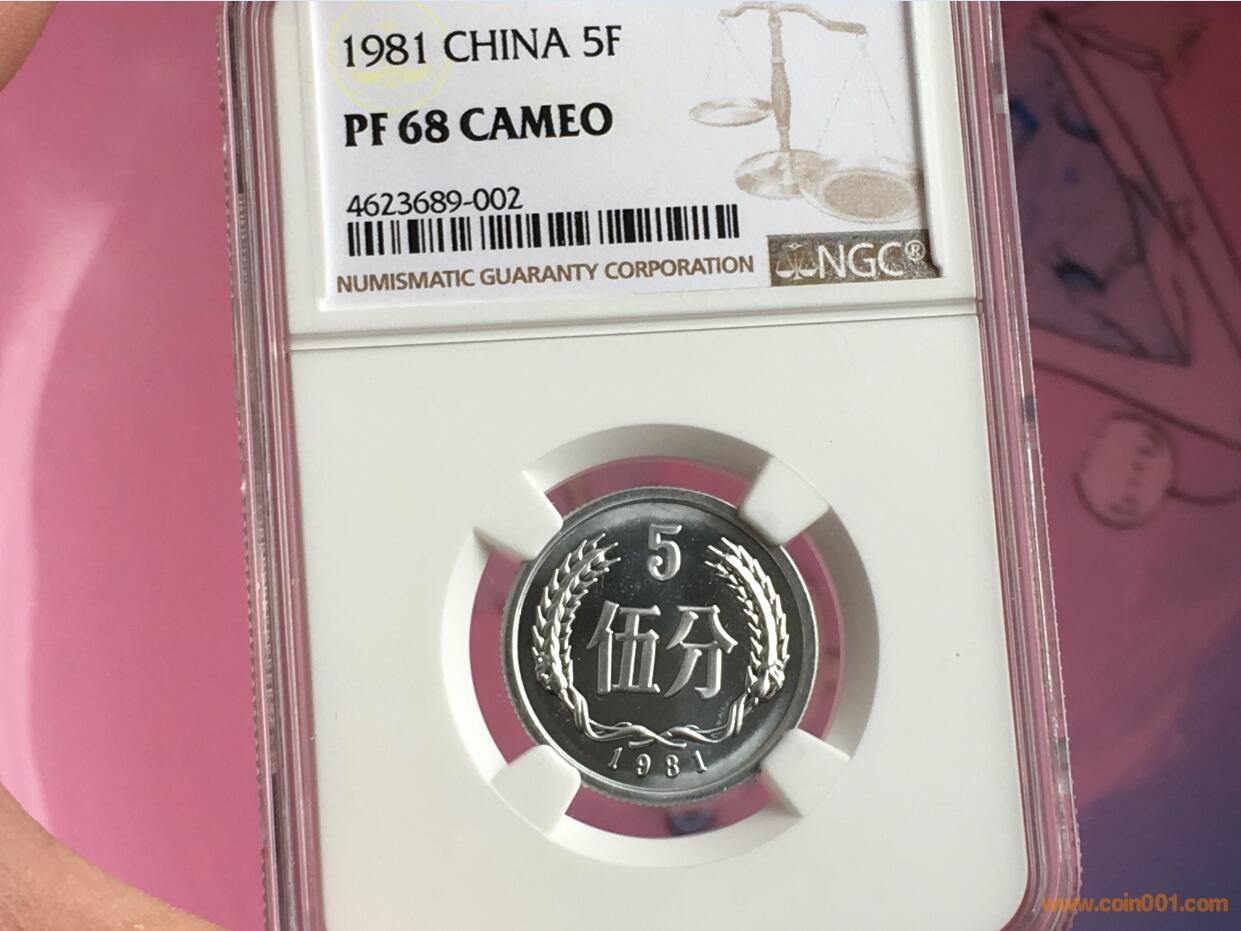 1981 CHINA 5F
PF 68 CAMEO
4623689-002
NUMISMATIC GUARANTY CORPORATION
NGC®
5
伍分
1981
www.coin001.com